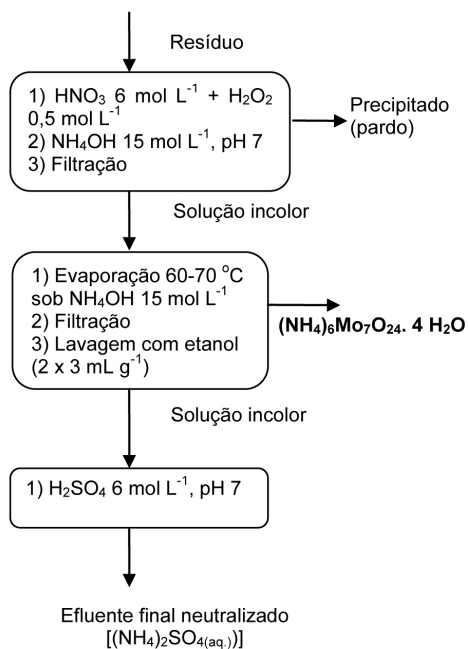 Resíduo
1) HNO₃ 6 mol L⁻¹ + H₂O₂
0,5 mol L⁻¹
2) NH₄OH 15 mol L⁻¹, pH 7
3) Filtração
Precipitado
(pardo)
Solução incolor
1) Evaporação 60-70 °C
sob NH₄OH 15 mol L⁻¹
2) Filtração
3) Lavagem com etanol
(2 x 3 mL g⁻¹)
(NH₄)₆Mo₇O₂₄. 4 H₂O
Solução incolor
1) H₂SO₄ 6 mol L⁻¹, pH 7
Efluente final neutralizado
[(NH₄)₂SO₄₍ₐq.₎)]